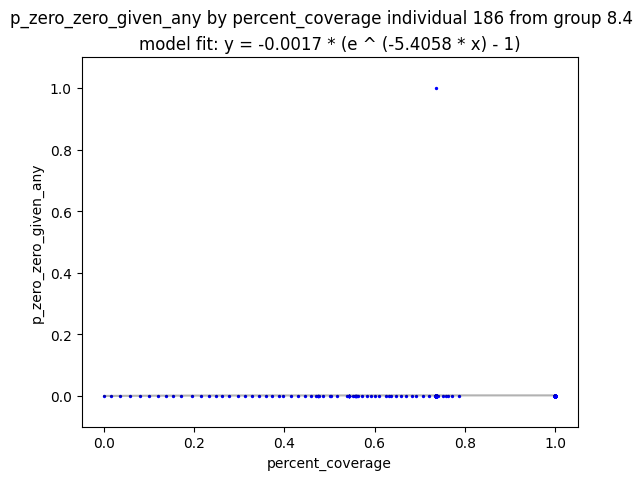 p_zero_zero_given_any by percent_coverage individual 186 from group 8.4
model fit: y = -0.0017 * (e ^ (-5.4058 * x) - 1)
1.0
0.8
0.6
0.4
0.2
0.0
p_zero_zero_given_any
0.0 0.2 0.4 0.6 0.8 1.0
percent_coverage